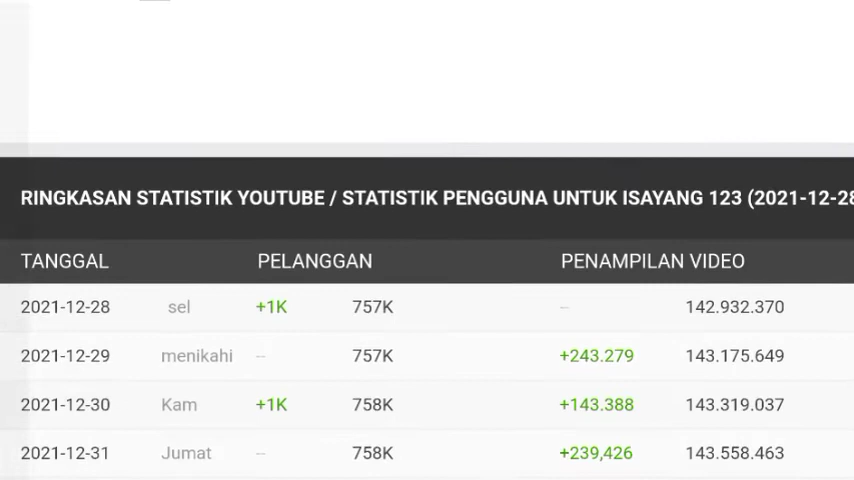 RINGKASAN STATISTIK YOUTUBE / STATISTIK PENGGUNA UNTUK ISAYANG 123 (2021-12-28
TANGGAL PELANGGAN PENAMPILAN VIDEO
2021-12-28 sel +1K 757K -- 142.932.370
2021-12-29 menikahi -- 757K +243.279 143.175.649
2021-12-30 Kam +1K 758K +143.388 143.319.037
2021-12-31 Jumat -- 758K +239,426 143.558.463